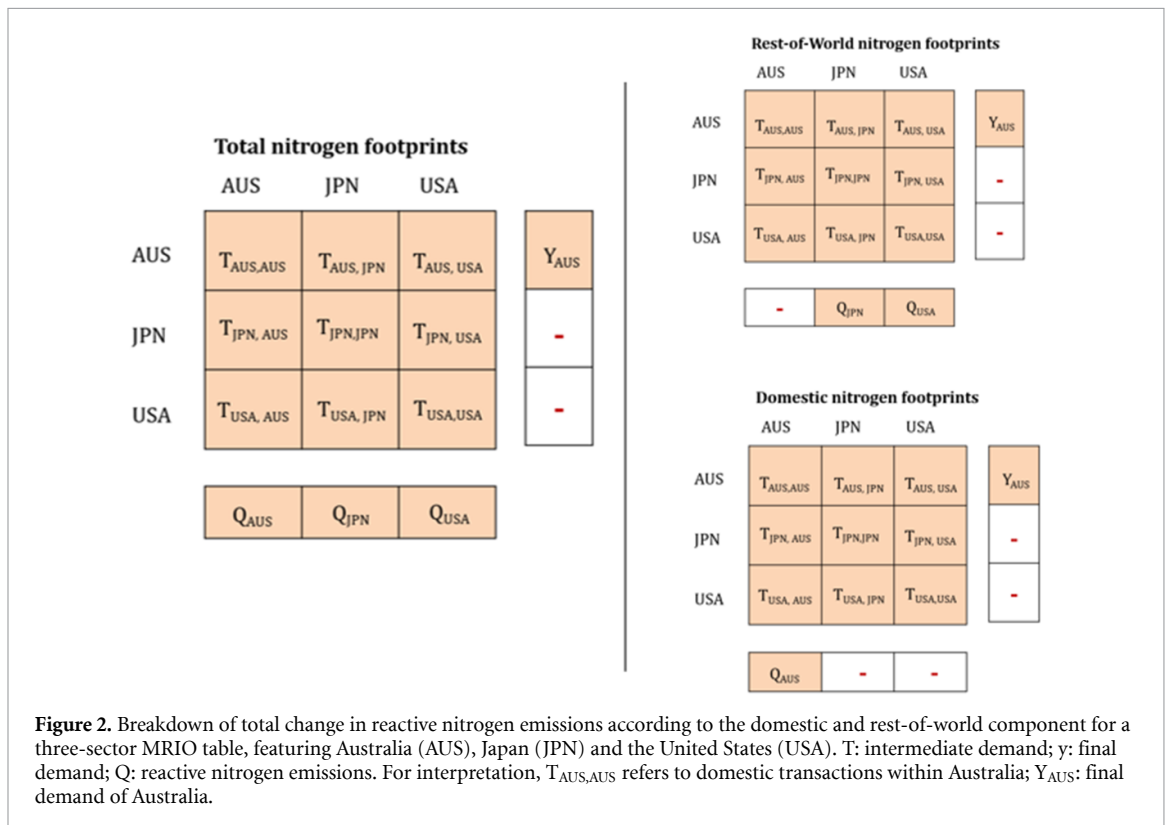 Total nitrogen footprints
AUS JPN USA
AUS T_AUS,AUS T_AUS, JPN T_AUS, USA Y_AUS
JPN T_JPN, AUS T_JPN,JPN T_JPN, USA -
USA T_USA, AUS T_USA, JPN T_USA,USA -
Q_AUS Q_JPN Q_USA
Rest-of-World nitrogen footprints
AUS JPN USA
AUS T_AUS,AUS T_AUS, JPN T_AUS, USA Y_AUS
JPN T_JPN, AUS T_JPN,JPN T_JPN, USA -
USA T_USA, AUS T_USA, JPN T_USA,USA -
- Q_JPN Q_USA
Domestic nitrogen footprints
AUS JPN USA
AUS T_AUS,AUS T_AUS, JPN T_AUS, USA Y_AUS
JPN T_JPN, AUS T_JPN,JPN T_JPN, USA -
USA T_USA, AUS T_USA, JPN T_USA,USA -
Q_AUS - -
Figure 2. Breakdown of total change in reactive nitrogen emissions according to the domestic and rest-of-world component for a
three-sector MRIO table, featuring Australia (AUS), Japan (JPN) and the United States (USA). T: intermediate demand; y: final
demand; Q: reactive nitrogen emissions. For interpretation, T_AUS,AUS refers to domestic transactions within Australia; Y_AUS: final
demand of Australia.